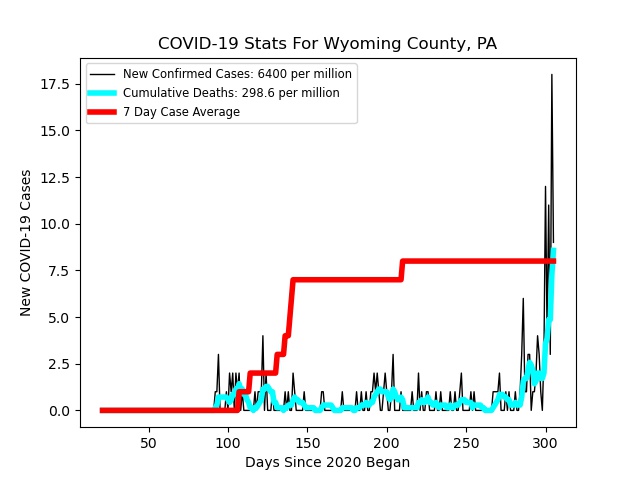 COVID-19 Stats For Wyoming County, PA
New Confirmed Cases: 6400 per million
Cumulative Deaths: 298.6 per million
7 Day Case Average
17.5
15.0
12.5
10.0
7.5
5.0
2.5
0.0
New COVID-19 Cases
50 100 150 200 250 300
Days Since 2020 Began